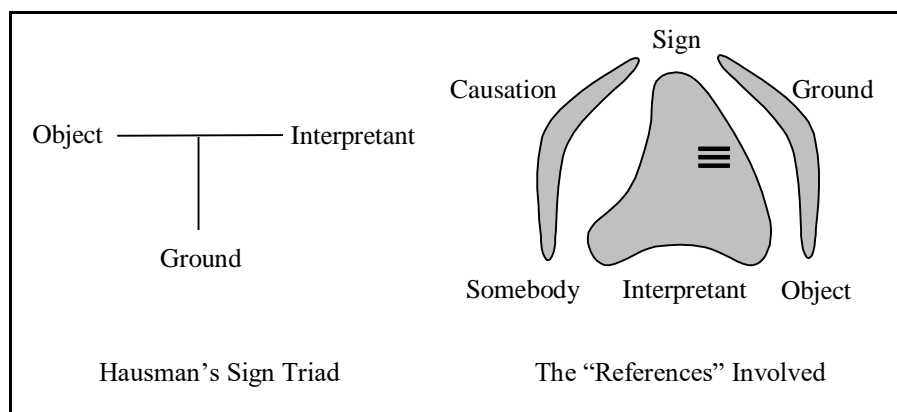 Sign
Causation
Ground
Object
Interpretant
Ground
Somebody
Interpretant
Object
Hausman’s Sign Triad
The “References” Involved